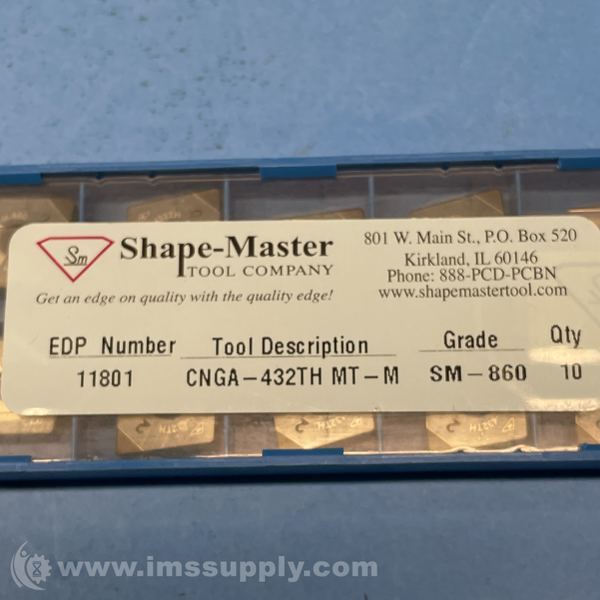 Sm
Shape-Master
TOOL COMPANY
Get an edge on quality with the quality edge!
801 W. Main St., P.O. Box 520
Kirkland, IL 60146
Phone: 888-PCD-PCBN
www.shapemastertool.com
EDP Number Tool Description Grade Qty
11801 CNGA-432TH MT-M SM-860 10
www.imssupply.com